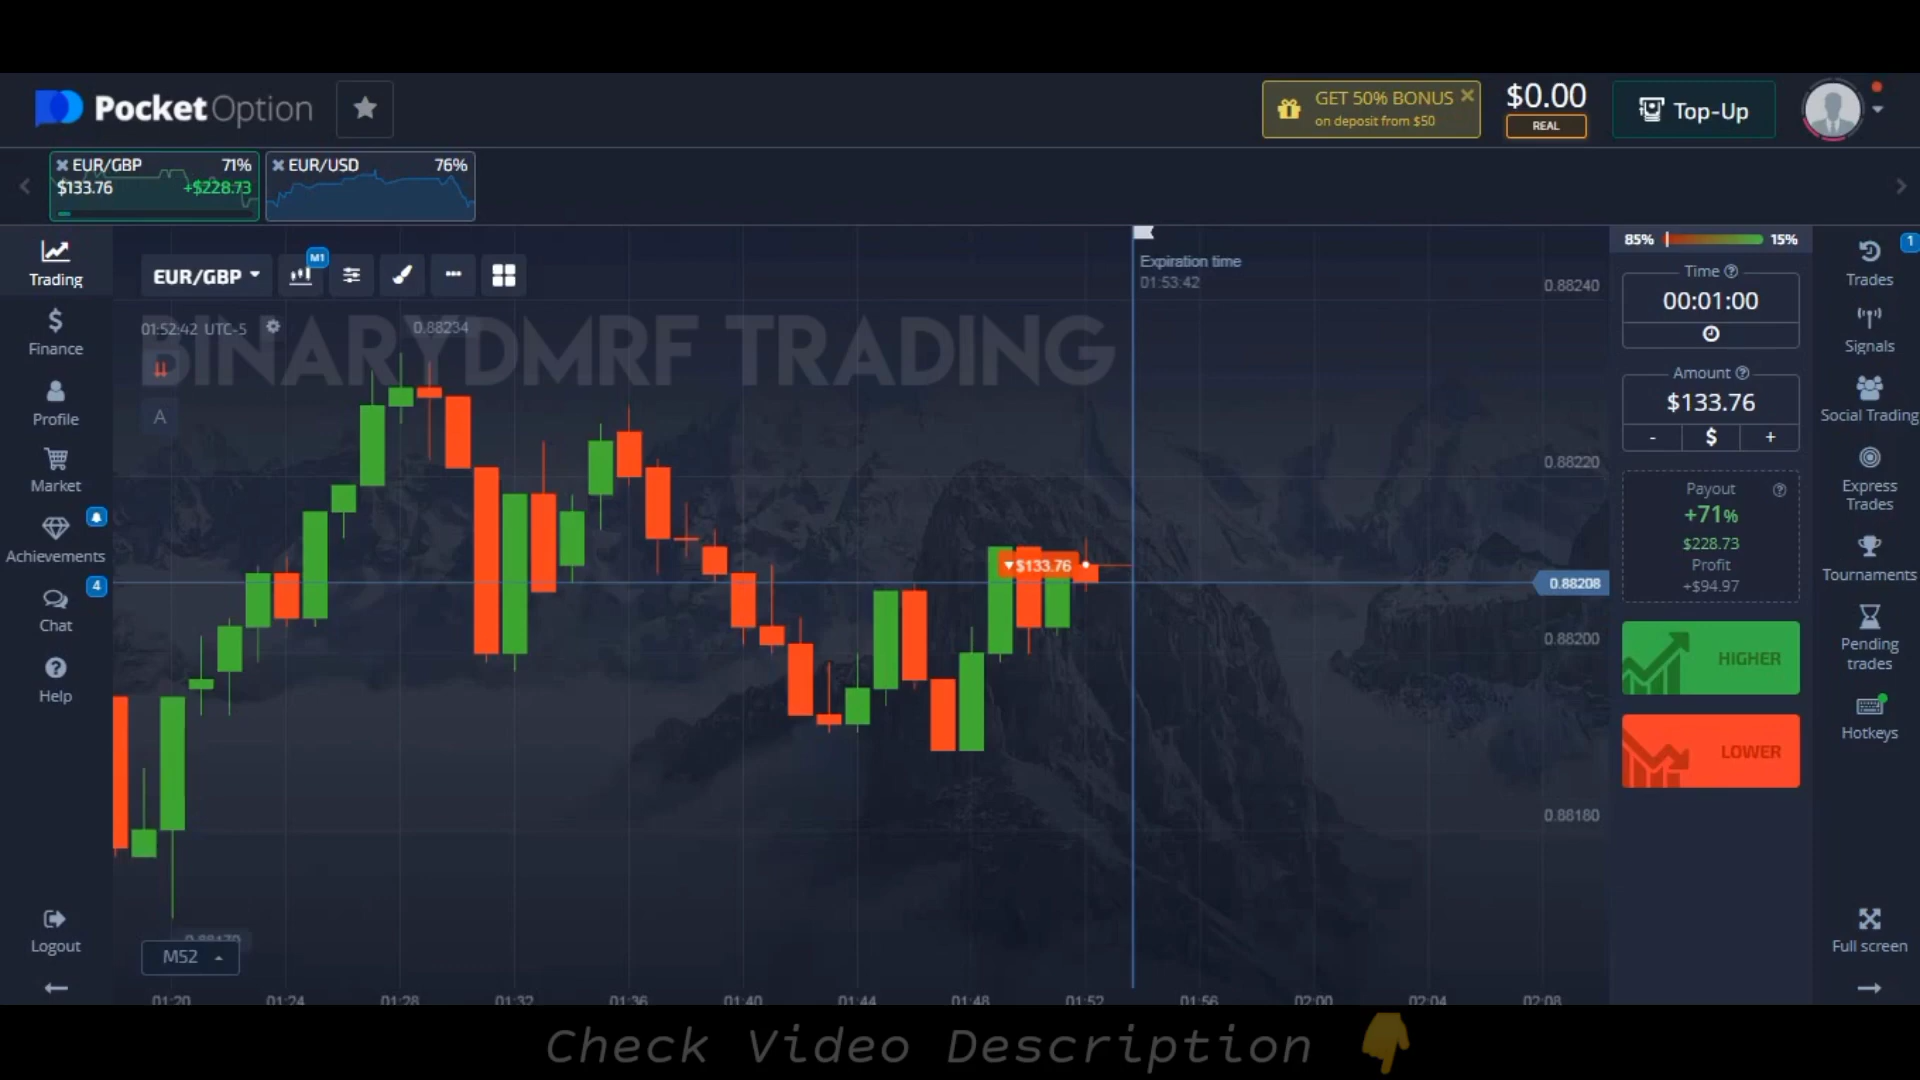 PocketOption
GET 50% BONUS
on deposit from $50
$0.00
REAL
Top-Up
EUR/GBP 71%
$133.76 +$228.73
EUR/USD 76%
Trading
Finance
Profile
Market
Achievements
4
Chat
Help
Logout
EUR/GBP
M1
01:52:42 UTC-5
0.88234
BINARYDMRF TRADING
A
Expiration time
01:53:42
0.88240
0.88220
$133.76
0.88208
0.88200
0.88180
M52
01:20 01:24 01:28 01:32 01:36 01:40 01:44 01:48 01:52 01:56 02:00 02:04 02:08
85% 15%
Time
00:01:00
Amount
$133.76
- $ +
Payout
+71%
$228.73
Profit
+$94.97
HIGHER
LOWER
1
Trades
Signals
Social Trading
Express
Trades
Tournaments
Pending
trades
Hotkeys
Full screen
Check Video Description